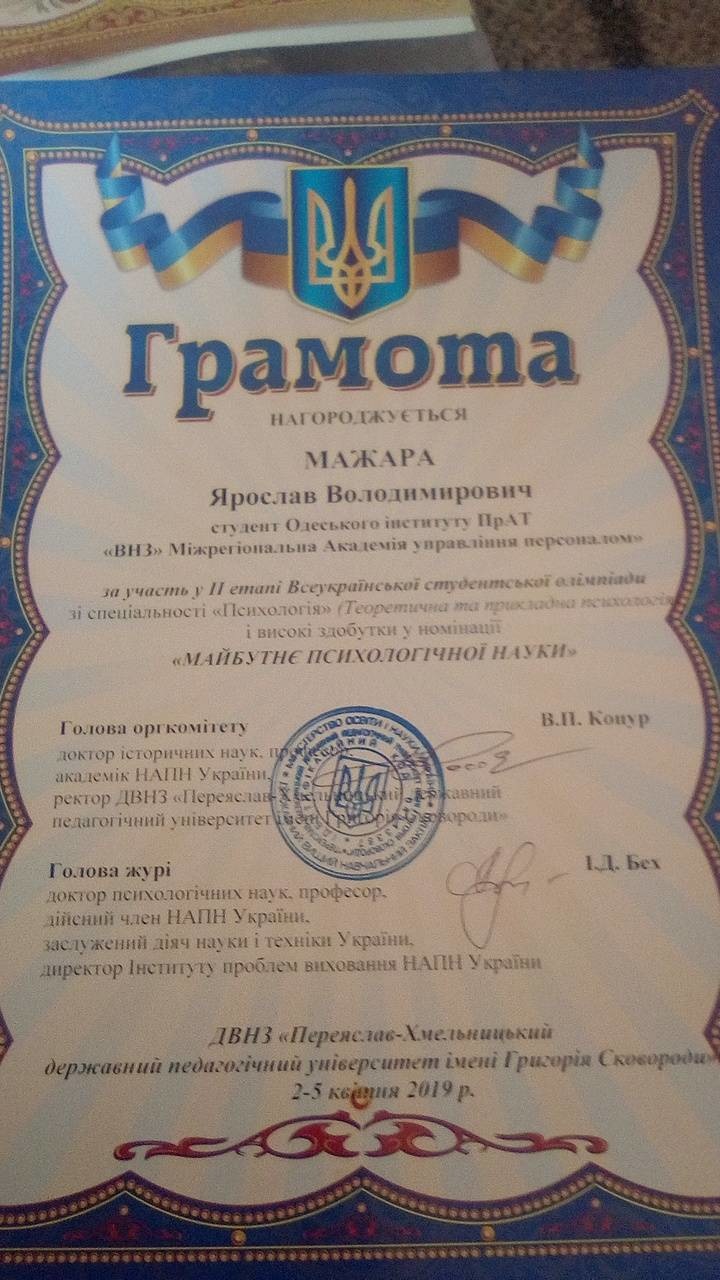 Грамота
НАГОРОДЖУЄТЬСЯ
МАЖАРА
Ярослав Володимирович
студент Одеського інституту ПрАТ
«ВНЗ» Міжрегіональна Академія управління персоналом»
за участь у ІІ етапі Всеукраїнської студентської олімпіади
зі спеціальності «Психологія» (Теоретична та прикладна психологія
і високі здобутки у номінації
«МАЙБУТНЄ ПСИХОЛОГІЧНОЇ НАУКИ»
Голова оргкомітету
В.П. Коцур
доктор історичних наук, професор,
академік НАПН України,
ректор ДВНЗ «Переяслав-Хмельницький державний
педагогічний університет імені Григорія Сковороди»
Голова журі
І.Д. Бех
доктор психологічних наук, професор,
дійсний член НАПН України,
заслужений діяч науки і техніки України,
директор Інституту проблем виховання НАПН України
ДВНЗ «Переяслав-Хмельницький
державний педагогічний університет імені Григорія Сковороди»
2-5 квітня 2019 р.